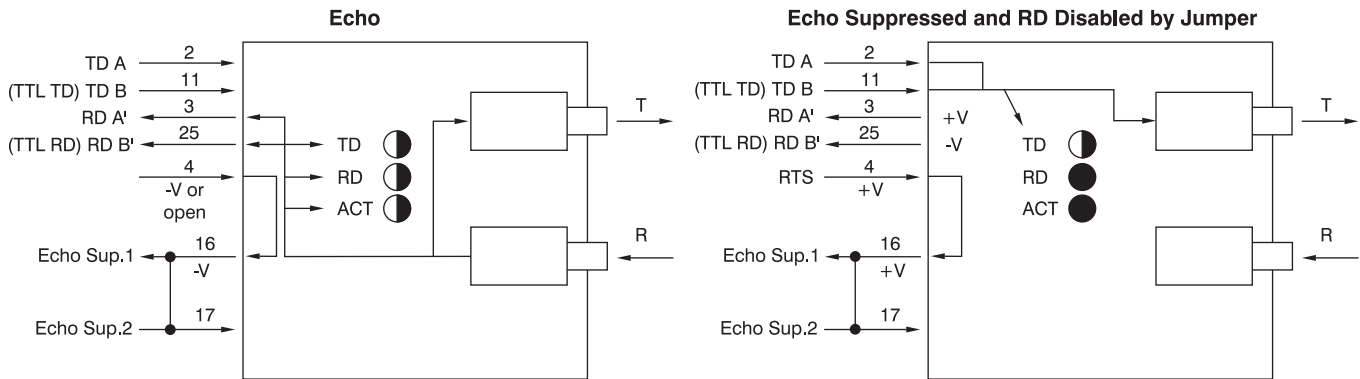 Echo
TD A 2
(TTL TD) TD B 11
RD A' 3
(TTL RD) RD B' 25
4
-V or
open
Echo Sup.1 16
-V
Echo Sup.2 17
TD
RD
ACT
T
R
Echo Suppressed and RD Disabled by Jumper
TD A 2
(TTL TD) TD B 11
RD A' 3
+V
(TTL RD) RD B' 25
-V
RTS 4
+V
Echo Sup.1 16
+V
Echo Sup.2 17
TD
RD
ACT
T
R